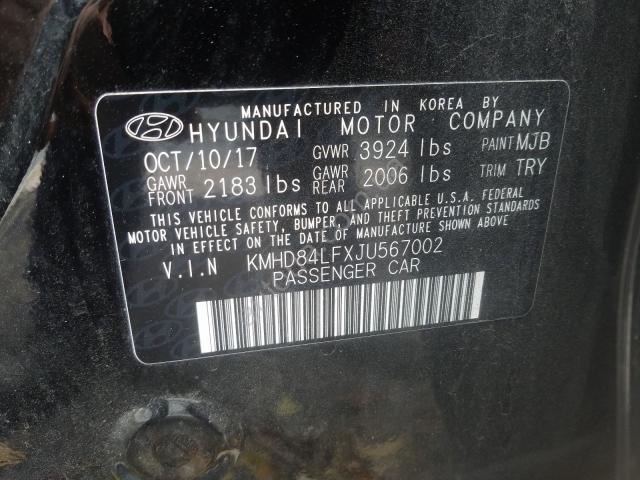 MANUFACTURED IN KOREA BY
HYUNDAI MOTOR COMPANY
OCT/10/17 GVWR 3924 lbs PAINT MJB
GAWR FRONT 2183 lbs GAWR REAR 2006 lbs TRIM TRY
THIS VEHICLE CONFORMS TO ALL APPLICABLE U.S.A. FEDERAL
MOTOR VEHICLE SAFETY, BUMPER, AND THEFT PREVENTION STANDARDS
IN EFFECT ON THE DATE OF MANUFACTURE SHOWN ABOVE.
V.I.N KMHD84LFXJU567002
PASSENGER CAR